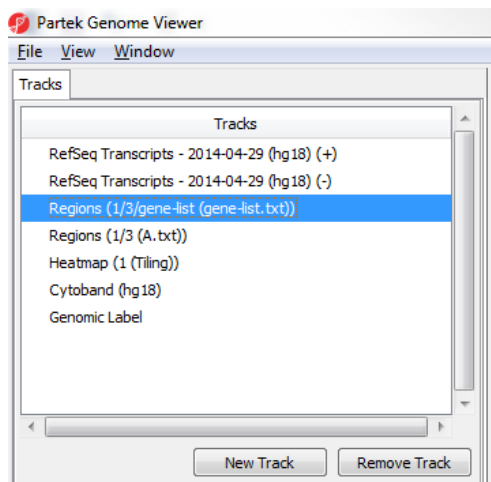 Partek Genome Viewer
File View Window
Tracks
Tracks
RefSeq Transcripts - 2014-04-29 (hg18) (+)
RefSeq Transcripts - 2014-04-29 (hg18) (-)
Regions (1/3/gene-list (gene-list.txt))
Regions (1/3 (A.txt))
Heatmap (1 (Tiling))
Cytoband (hg18)
Genomic Label
New Track Remove Track